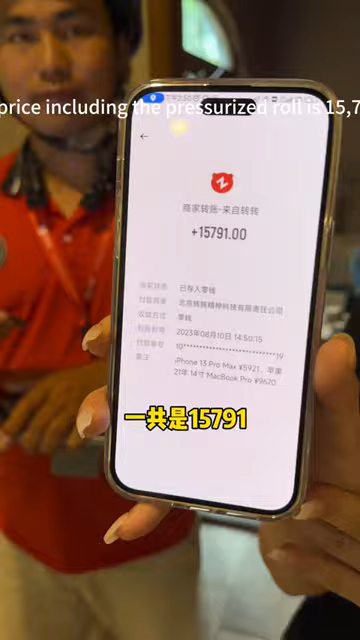 price including the pressurized roll is 15,7
商家转账-来自转转
+15791.00
已存入零钱
北京转转精神科技有限责任公司
零钱
2023年08月10日 14:50:15
iPhone 13 Pro Max ¥5921、苹果
21年 14寸 MacBook Pro ¥9620
备注
一共是15791